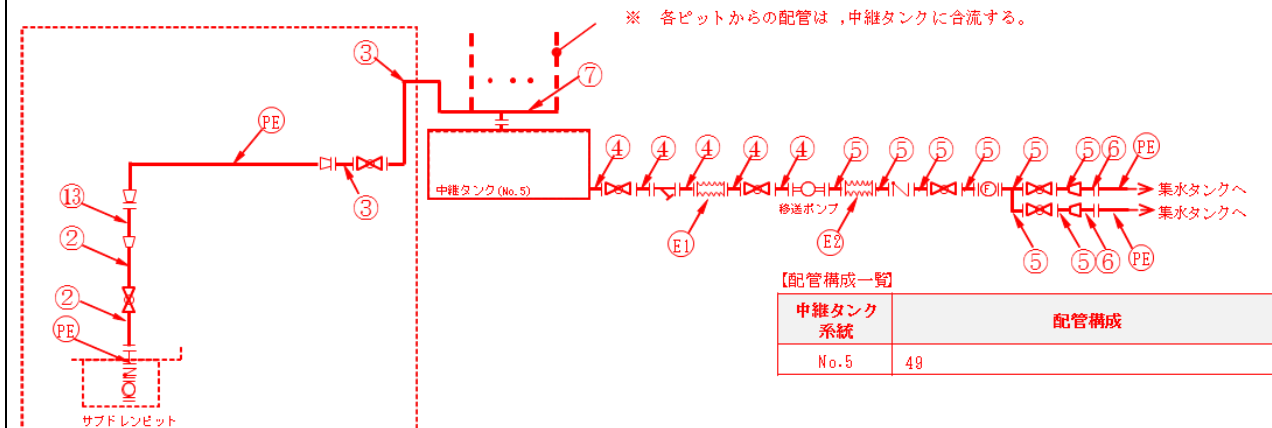 ※ 各ピットからの配管は ,中継タンクに合流する。
③
⑦
PE
中継タンク(No.5)
④ ④ ④ ④ ④ ⑤ ⑤ ⑤ ⑤ ⑤ ⑤ ⑥ PE
③
F
集水タンクへ
移送ポンプ
集水タンクへ
⑬
②
E1
E2
⑤ ⑤ ⑥ PE
②
PE
サブドレンピット
【配管構成一覧】
中継タンク系統 配管構成
No.5 49